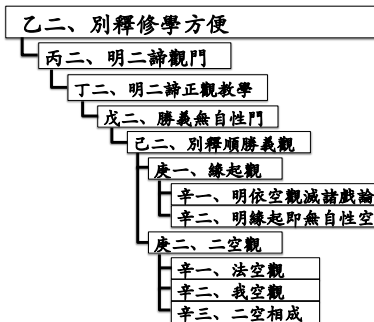 乙二、別釋修學方便
丙二、明二諦觀門
丁二、明二諦正觀教學
戊二、勝義無自性門
己二、別釋順勝義觀
庚一、緣起觀
辛一、明依空觀滅諸戲論
辛二、明緣起即無自性空
庚二、二空觀
辛一、法空觀
辛二、我空觀
辛三、二空相成